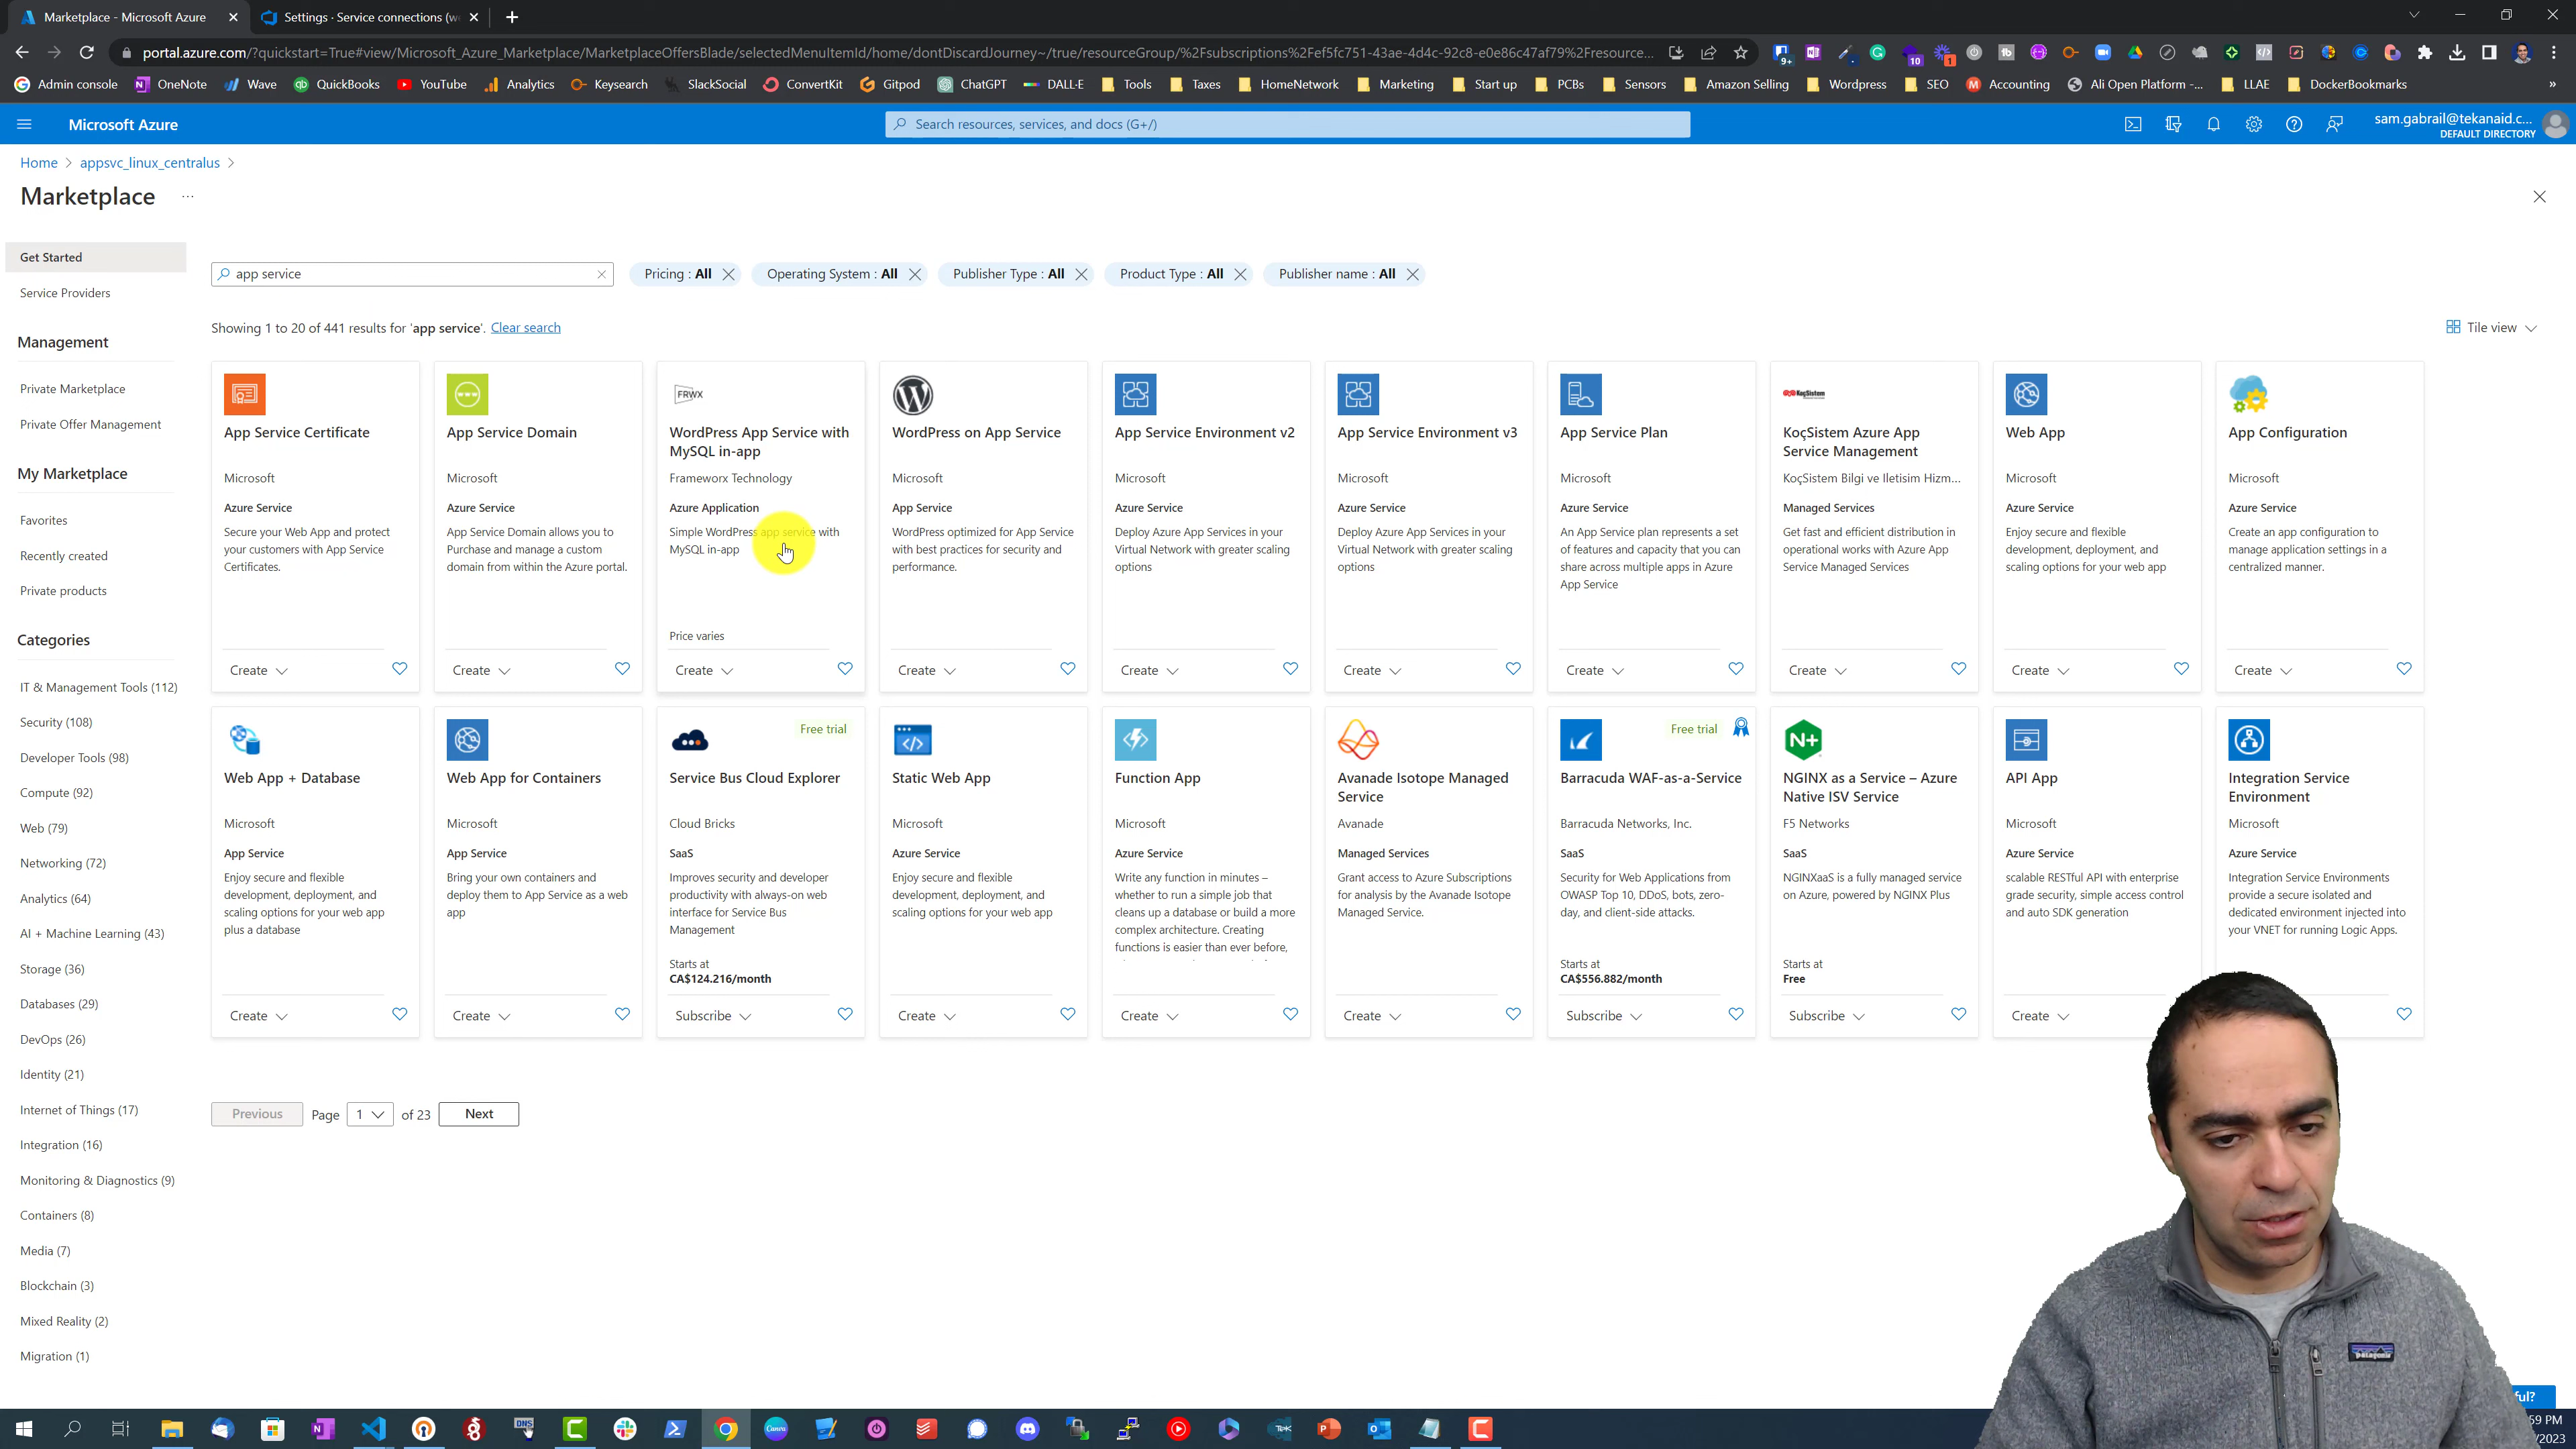 Marketplace - Microsoft Azure
Settings · Service connections (w
portal.azure.com/?quickstart=True#view/Microsoft_Azure_Marketplace/MarketplaceOffersBlade/selectedMenuItemId/home/dontDiscardJourney~/true/resourceGroup/%2Fsubscriptions%2Fef5fc751-43ae-4d4c-92c8-e0e86c47af79%2Fresource...
Admin console OneNote Wave QuickBooks YouTube Analytics Keysearch SlackSocial ConvertKit Gitpod ChatGPT DALL·E Tools Taxes HomeNetwork Marketing Start up PCBs Sensors Amazon Selling Wordpress SEO Accounting Ali Open Platform -... LLAE DockerBookmarks »
Microsoft Azure
Search resources, services, and docs (G+/)
sam.gabrail@tekanaid.c...
DEFAULT DIRECTORY
Home > appsvc_linux_centralus >
Marketplace ...
Get Started
Service Providers
Management
Private Marketplace
Private Offer Management
My Marketplace
Favorites
Recently created
Private products
Categories
IT & Management Tools (112)
Security (108)
Developer Tools (98)
Compute (92)
Web (79)
Networking (72)
Analytics (64)
AI + Machine Learning (43)
Storage (36)
Databases (29)
DevOps (26)
Identity (21)
Internet of Things (17)
Integration (16)
Monitoring & Diagnostics (9)
Containers (8)
Media (7)
Blockchain (3)
Mixed Reality (2)
Migration (1)
app service
Pricing : All
Operating System : All
Publisher Type : All
Product Type : All
Publisher name : All
Showing 1 to 20 of 441 results for 'app service'. Clear search
Tile view
App Service Certificate
Microsoft
Azure Service
Secure your Web App and protect
your customers with App Service
Certificates.
Create
App Service Domain
Microsoft
Azure Service
App Service Domain allows you to
Purchase and manage a custom
domain from within the Azure portal.
Create
FRWX
WordPress App Service with
MySQL in-app
Frameworx Technology
Azure Application
Simple WordPress app service with
MySQL in-app
Price varies
Create
WordPress on App Service
Microsoft
App Service
WordPress optimized for App Service
with best practices for security and
performance.
Create
App Service Environment v2
Microsoft
Azure Service
Deploy Azure App Services in your
Virtual Network with greater scaling
options
Create
App Service Environment v3
Microsoft
Azure Service
Deploy Azure App Services in your
Virtual Network with greater scaling
options
Create
App Service Plan
Microsoft
Azure Service
An App Service plan represents a set
of features and capacity that you can
share across multiple apps in Azure
App Service
Create
KoçSistem
KoçSistem Azure App
Service Management
KoçSistem Bilgi ve Iletisim Hizm...
Managed Services
Get fast and efficient distribution in
operational works with Azure App
Service Managed Services
Create
Web App
Microsoft
Azure Service
Enjoy secure and flexible
development, deployment, and
scaling options for your web app
Create
App Configuration
Microsoft
Azure Service
Create an app configuration to
manage application settings in a
centralized manner.
Create
Web App + Database
Microsoft
App Service
Enjoy secure and flexible
development, deployment, and
scaling options for your web app
plus a database
Create
Web App for Containers
Microsoft
App Service
Bring your own containers and
deploy them to App Service as a web
app
Create
Free trial
Service Bus Cloud Explorer
Cloud Bricks
SaaS
Improves security and developer
productivity with always-on web
interface for Service Bus
Management
Starts at
CA$124.216/month
Subscribe
Static Web App
Microsoft
Azure Service
Enjoy secure and flexible
development, deployment, and
scaling options for your web app
Create
Function App
Microsoft
Azure Service
Write any function in minutes –
whether to run a simple job that
cleans up a database or build a more
complex architecture. Creating
functions is easier than ever before,
Create
Avanade Isotope Managed
Service
Avanade
Managed Services
Grant access to Azure Subscriptions
for analysis by the Avanade Isotope
Managed Service.
Create
Free trial
Barracuda WAF-as-a-Service
Barracuda Networks, Inc.
SaaS
Security for Web Applications from
OWASP Top 10, DDoS, bots, zero-
day, and client-side attacks.
Starts at
CA$556.882/month
Subscribe
N+
NGINX as a Service – Azure
Native ISV Service
F5 Networks
SaaS
NGINXaaS is a fully managed service
on Azure, powered by NGINX Plus
Starts at
Free
Subscribe
API App
Microsoft
Azure Service
scalable RESTful API with enterprise
grade security, simple access control
and auto SDK generation
Create
Integration Service
Environment
Microsoft
Azure Service
Integration Service Environments
provide a secure isolated and
dedicated environment injected into
your VNET for running Logic Apps.
Previous Page 1 of 23 Next
patagonia
ful?
:59 PM
/2023